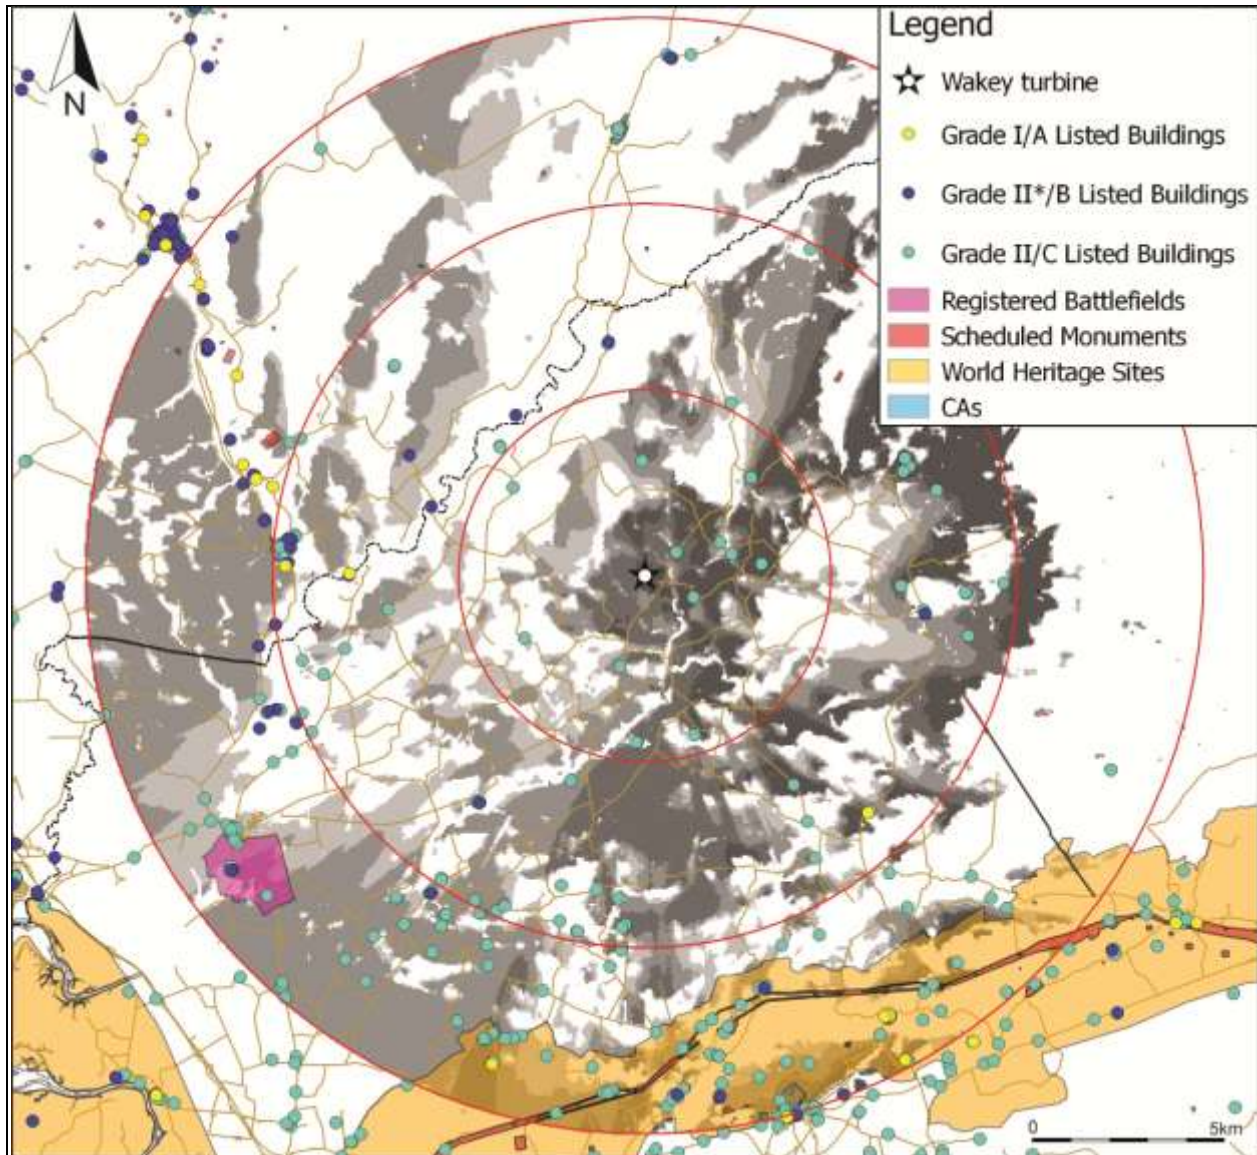 Legend
N
Wakey turbine
Grade I/A Listed Buildings
Grade II*/B Listed Buildings
Grade II/C Listed Buildings
Registered Battlefields
Scheduled Monuments
World Heritage Sites
CAs
0 5km